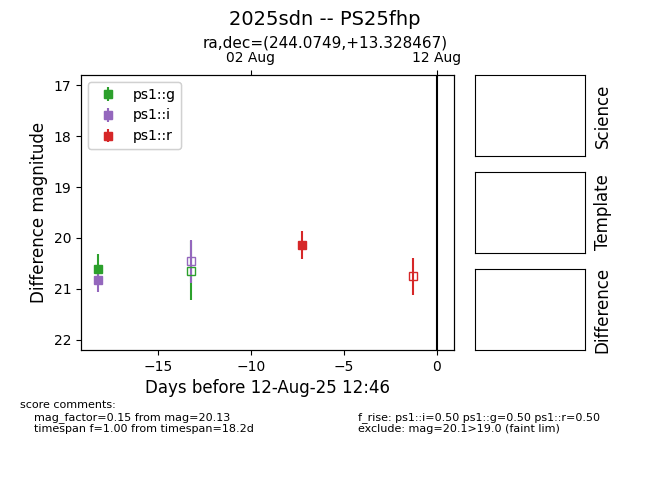 2025sdn -- PS25fhp
ra,dec=(244.0749,+13.328467)
02 Aug
12 Aug
17
18
19
20
21
22
Difference magnitude
ps1::g
ps1::i
ps1::r
−15
−10
−5
0
Days before 12-Aug-25 12:46
Science
Template
Difference
score comments:
mag_factor=0.15 from mag=20.13
timespan f=1.00 from timespan=18.2d
f_rise: ps1::i=0.50 ps1::g=0.50 ps1::r=0.50
exclude: mag=20.1>19.0 (faint lim)